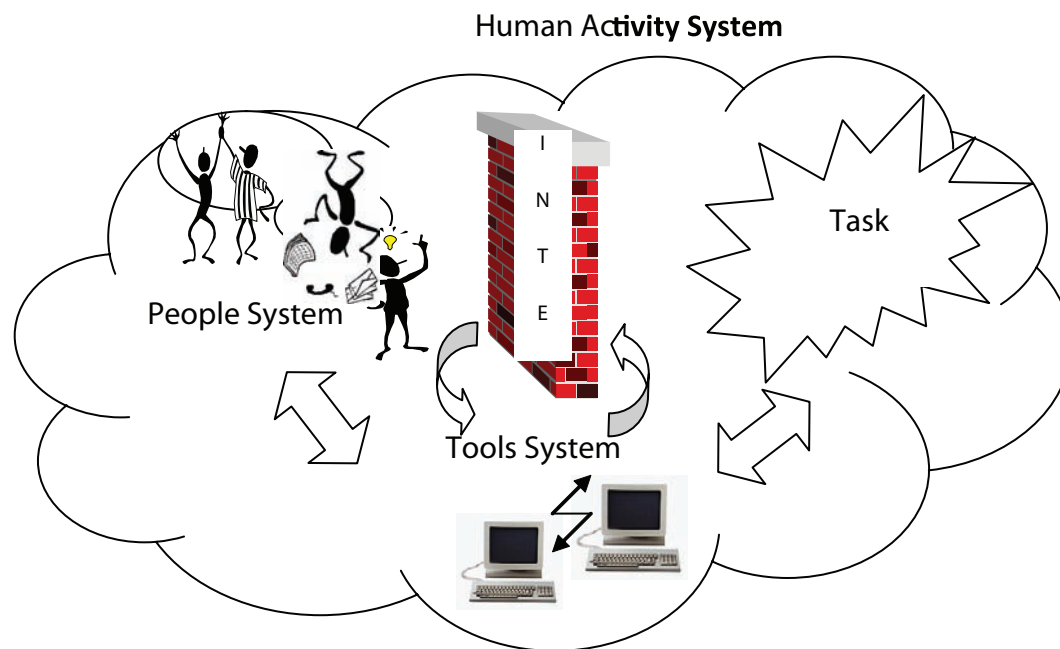 Human Activity System
I
N
T
E
Task
People System
Tools System